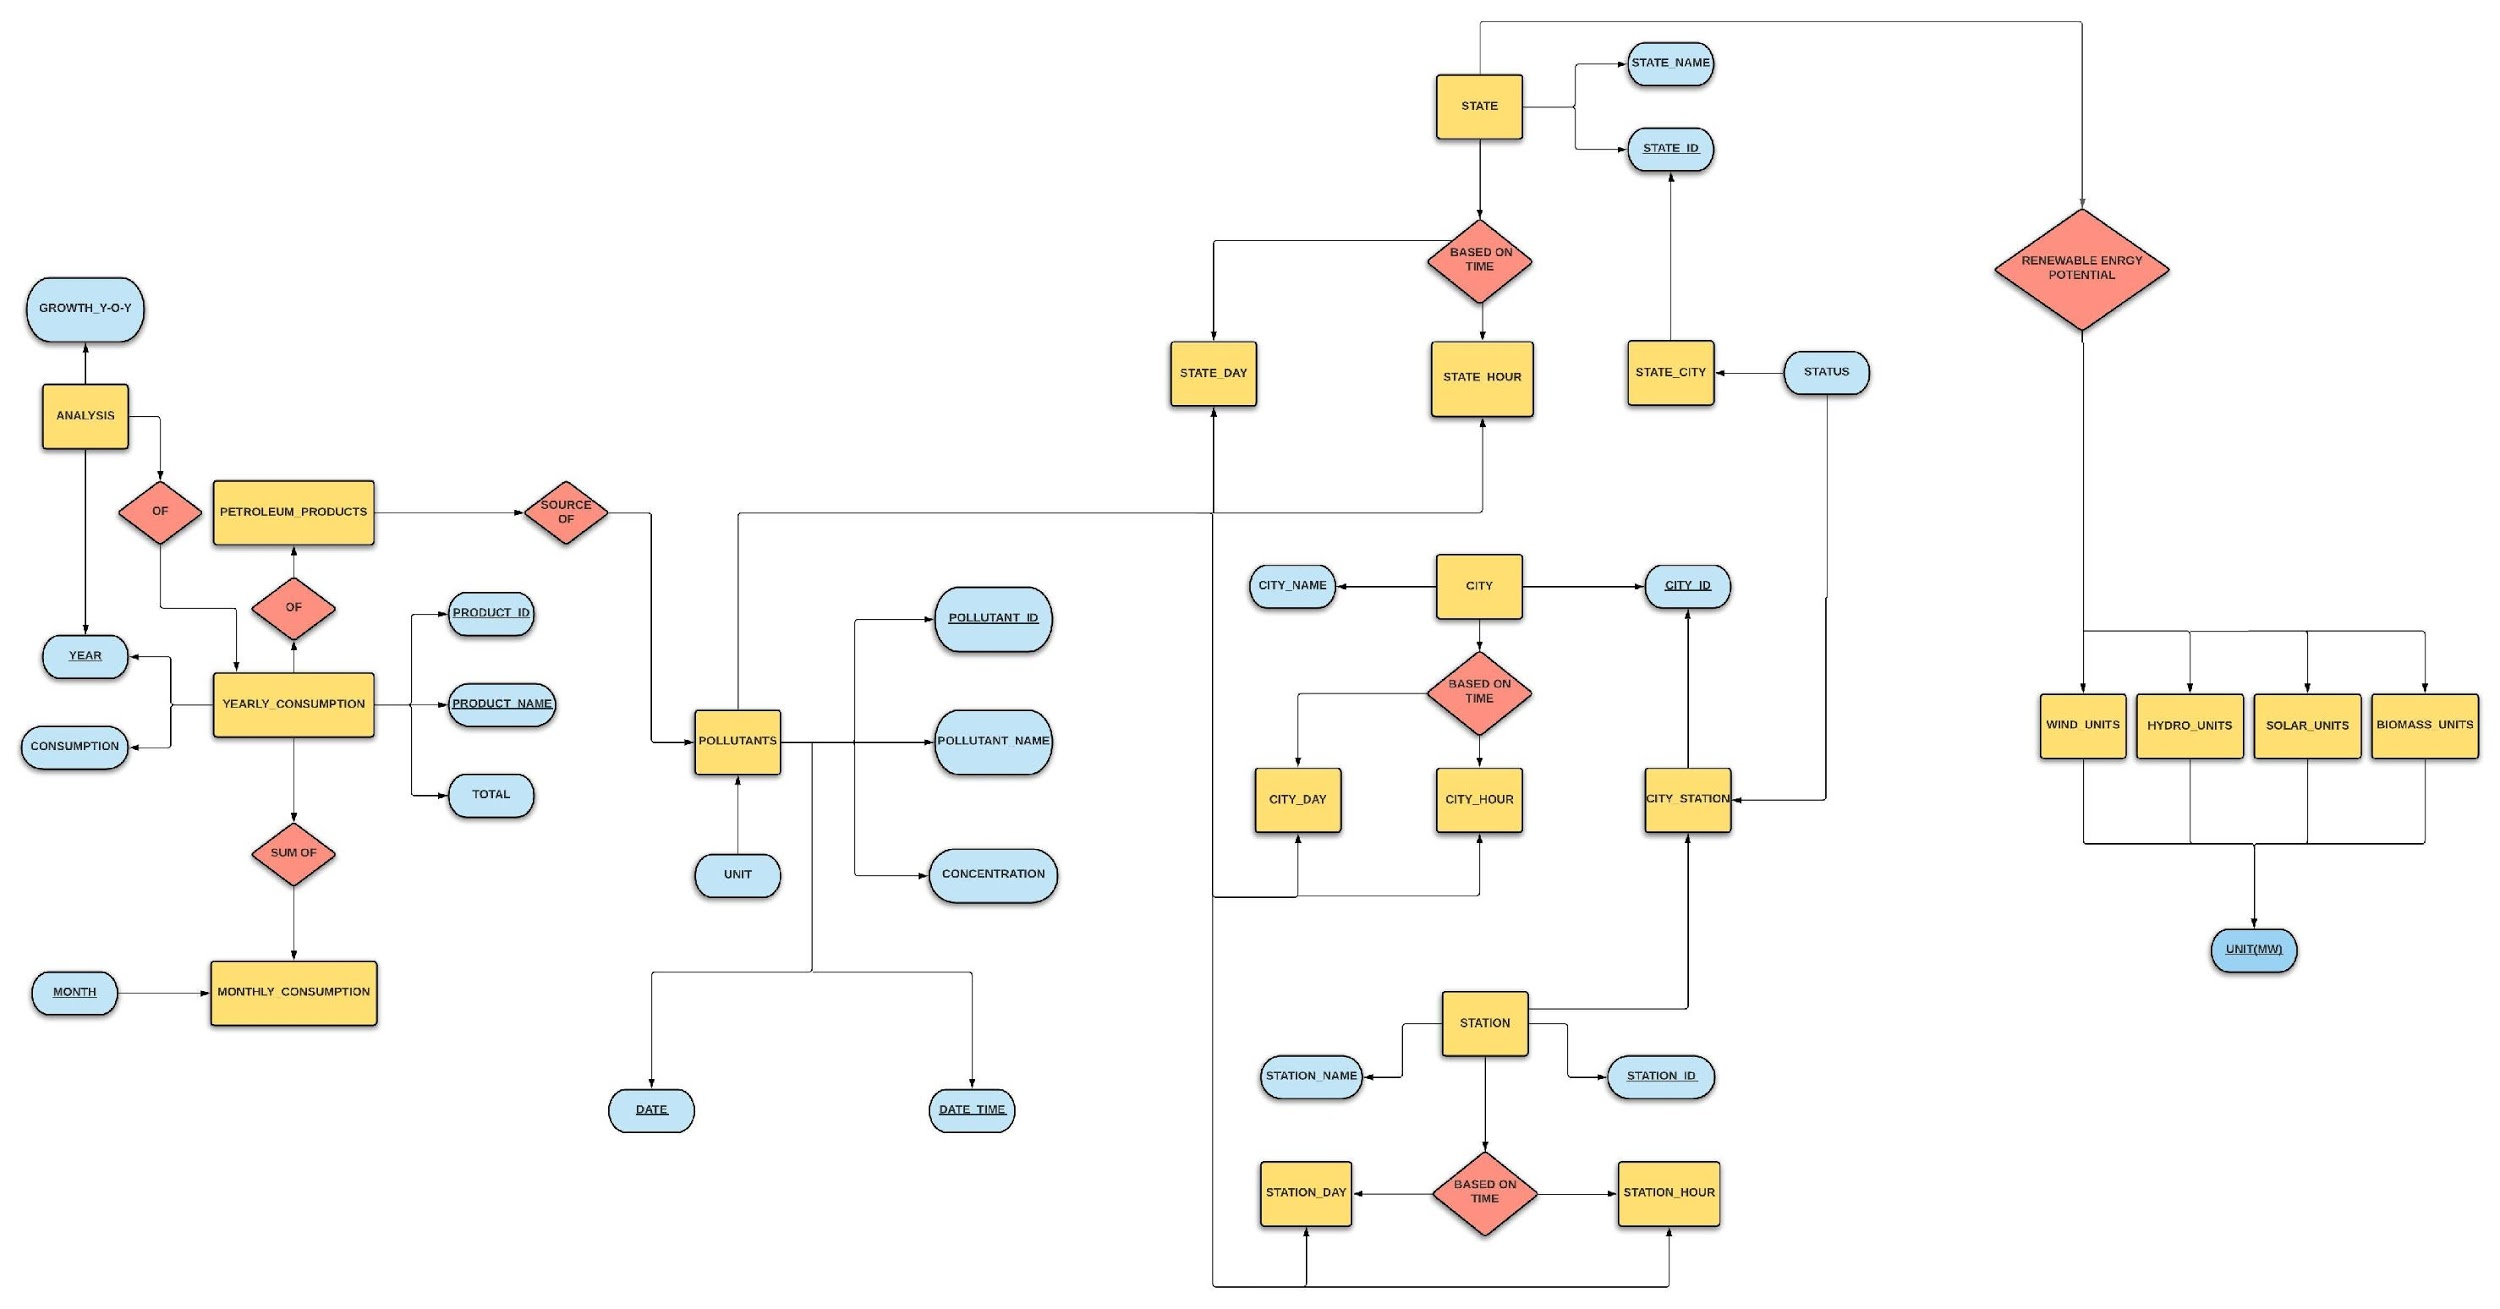 STATE_NAME
STATE
STATE_ID
BASED ON
TIME
RENEWABLE ENRGY
POTENTIAL
GROWTH_Y-O-Y
STATE_DAY
STATE_HOUR
STATE_CITY
STATUS
ANALYSIS
OF
PETROLEUM_PRODUCTS
SOURCE
OF
OF
CITY_NAME
CITY
CITY_ID
PRODUCT_ID
POLLUTANT_ID
YEAR
YEARLY_CONSUMPTION
PRODUCT_NAME
BASED ON
TIME
CONSUMPTION
POLLUTANTS
POLLUTANT_NAME
WIND_UNITS
HYDRO_UNITS
SOLAR_UNITS
BIOMASS_UNITS
TOTAL
CITY_DAY
CITY_HOUR
CITY_STATION
SUM OF
UNIT
CONCENTRATION
UNIT(MW)
MONTH
MONTHLY_CONSUMPTION
STATION
STATION_NAME
STATION_ID
DATE
DATE_TIME
STATION_DAY
BASED ON
TIME
STATION_HOUR